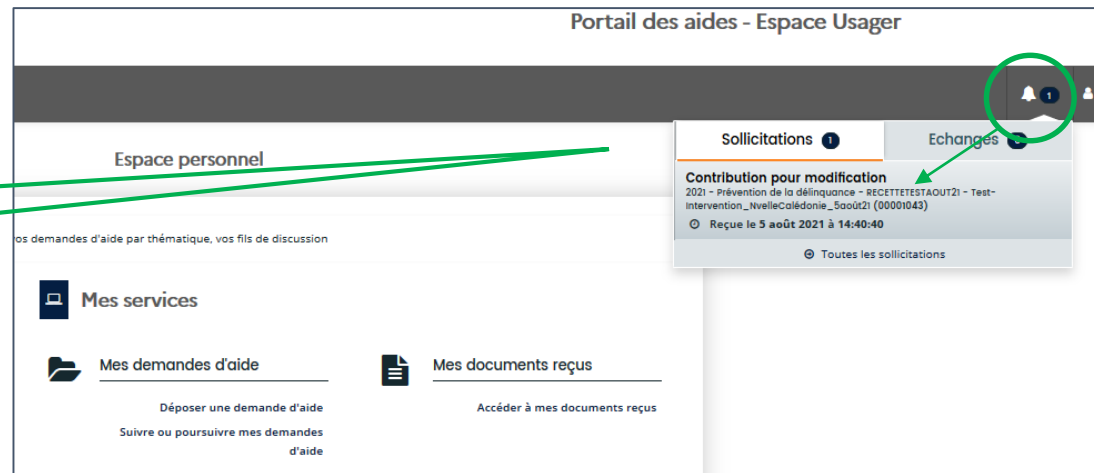 Portail des aides - Espace Usager
1
Sollicitations 1
Echanges
Espace personnel
Contribution pour modification
2021 - Prévention de la délinquance - RECETTETESTAOUT21 - Test-
Intervention_NvelleCalédonie_5août21 (00001043)
Reçue le 5 août 2021 à 14:40:40
vos demandes d'aide par thématique, vos fils de discussion
Toutes les sollicitations
Mes services
Mes demandes d'aide
Mes documents reçus
Déposer une demande d'aide
Accéder à mes documents reçus
Suivre ou poursuivre mes demandes
d'aide